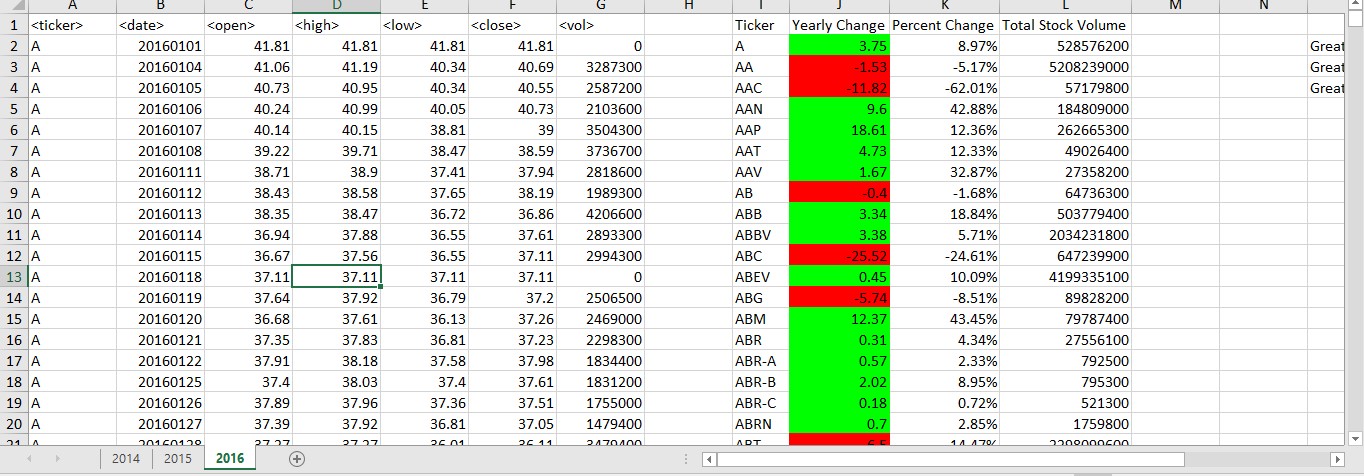 A B C D E F G H I J K L M N
1 <ticker> <date> <open> <high> <low> <close> <vol> Ticker Yearly Change Percent Change Total Stock Volume
2 A 20160101 41.81 41.81 41.81 41.81 0 A 3.75 8.97% 528576200 Great
3 A 20160104 41.06 41.19 40.34 40.69 3287300 AA -1.53 -5.17% 5208239000 Great
4 A 20160105 40.73 40.95 40.34 40.55 2587200 AAC -11.82 -62.01% 57179800 Great
5 A 20160106 40.24 40.99 40.05 40.73 2103600 AAN 9.6 42.88% 184809000
6 A 20160107 40.14 40.15 38.81 39 3504300 AAP 18.61 12.36% 262665300
7 A 20160108 39.22 39.71 38.47 38.59 3736700 AAT 4.73 12.33% 49026400
8 A 20160111 38.71 38.9 37.41 37.94 2818600 AAV 1.67 32.87% 27358200
9 A 20160112 38.43 38.58 37.65 38.19 1989300 AB -0.4 -1.68% 64736300
10 A 20160113 38.35 38.47 36.72 36.86 4206600 ABB 3.34 18.84% 503779400
11 A 20160114 36.94 37.88 36.55 37.61 2893300 ABBV 3.38 5.71% 2034231800
12 A 20160115 36.67 37.56 36.55 37.11 2994300 ABC -25.52 -24.61% 647239900
13 A 20160118 37.11 37.11 37.11 37.11 0 ABEV 0.45 10.09% 4199335100
14 A 20160119 37.64 37.92 36.79 37.2 2506500 ABG -5.74 -8.51% 89828200
15 A 20160120 36.68 37.61 36.13 37.26 2469000 ABM 12.37 43.45% 79787400
16 A 20160121 37.35 37.83 36.81 37.23 2298300 ABR 0.31 4.34% 27556100
17 A 20160122 37.91 38.18 37.58 37.98 1834400 ABR-A 0.57 2.33% 792500
18 A 20160125 37.4 38.03 37.4 37.61 1831200 ABR-B 2.02 8.95% 795300
19 A 20160126 37.89 37.96 37.36 37.51 1755000 ABR-C 0.18 0.72% 521300
20 A 20160127 37.39 37.92 36.81 37.05 1479400 ABRN 0.7 2.85% 1759800
21 A 20160128 37.27 37.27 36.01 36.11 ABT
2014 2015 2016